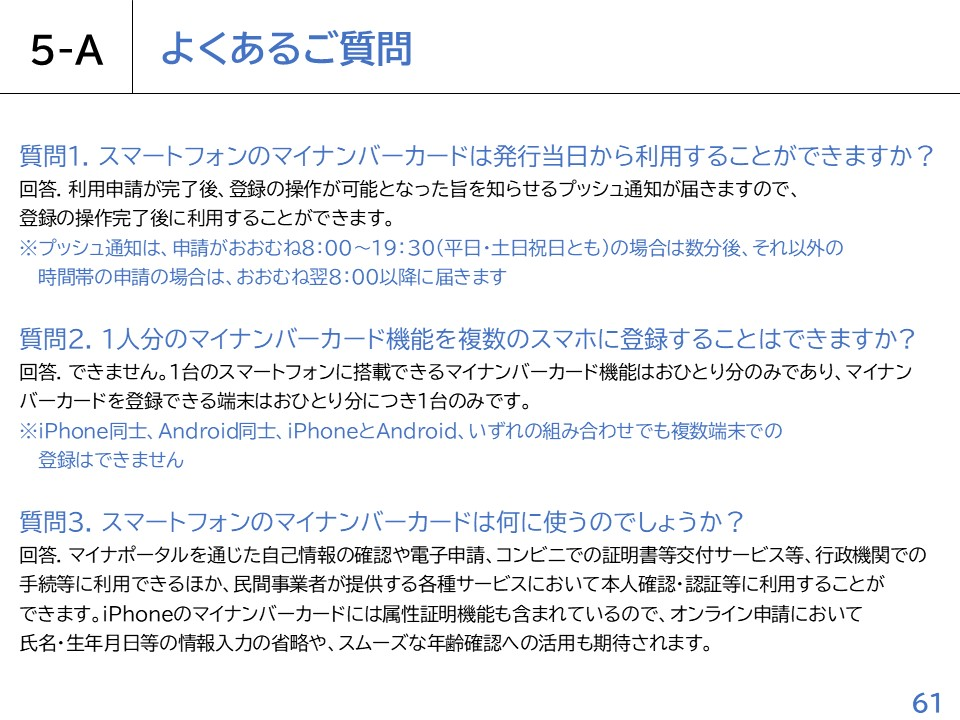 5-A
よくあるご質問
質問1. スマートフォンのマイナンバーカードは発行当日から利用することができますか？
回答. 利用申請が完了後、登録の操作が可能となった旨を知らせるプッシュ通知が届きますので、
登録の操作完了後に利用することができます。
※プッシュ通知は、申請がおおむね8：00～19：30（平日・土日祝日とも）の場合は数分後、それ以外の
時間帯の申請の場合は、おおむね翌8：00以降に届きます
質問2. 1人分のマイナンバーカード機能を複数のスマホに登録することはできますか？
回答. できません。1台のスマートフォンに搭載できるマイナンバーカード機能はおひとり分のみであり、マイナン
バーカードを登録できる端末はおひとり分につき1台のみです。
※iPhone同士、Android同士、iPhoneとAndroid、いずれの組み合わせでも複数端末での
登録はできません
質問3. スマートフォンのマイナンバーカードは何に使うのでしょうか？
回答. マイナポータルを通じた自己情報の確認や電子申請、コンビニでの証明書等交付サービス等、行政機関での
手続等に利用できるほか、民間事業者が提供する各種サービスにおいて本人確認・認証等に利用することが
できます。iPhoneのマイナンバーカードには属性証明機能も含まれているので、オンライン申請において
氏名・生年月日等の情報入力の省略や、スムーズな年齢確認への活用も期待されます。
61